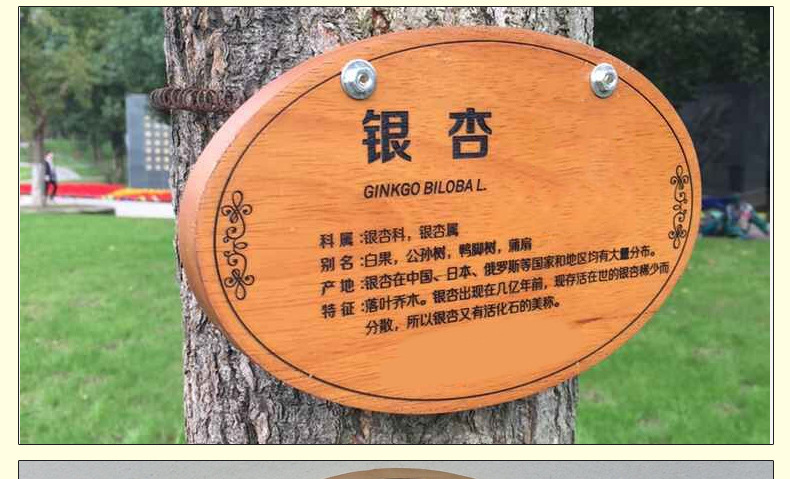 银杏
GINKGO BILOBA L.
科属:银杏科，银杏属
别名:白果，公孙树，鸭脚树，蒲扇
产地:银杏在中国、日本、俄罗斯等国家和地区均有大量分布。
特征:落叶乔木。银杏出现在几亿年前，现存活在世的银杏稀少而
分散，所以银杏又有活化石的美称。